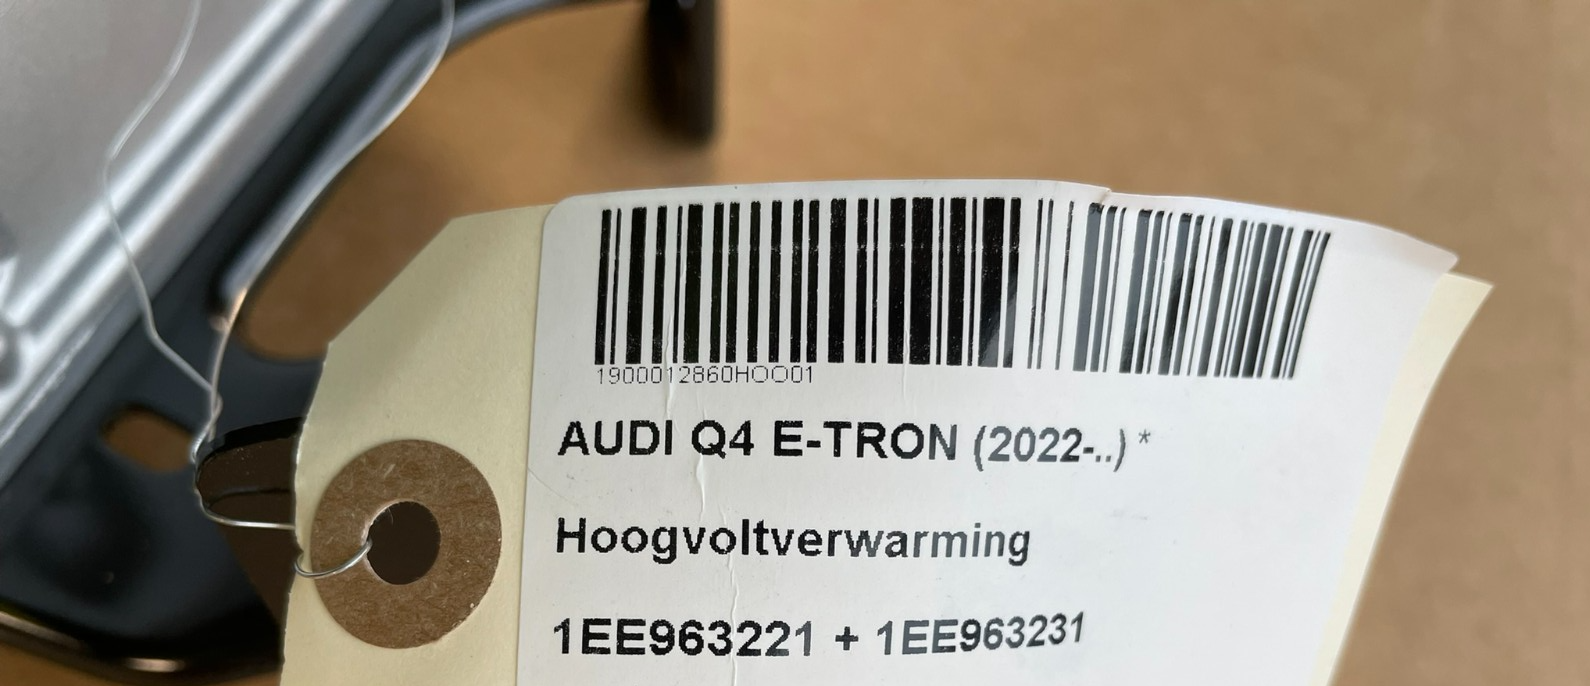 1900012860HOO01
AUDI Q4 E-TRON (2022-..) *
Hoogvoltverwarming
1EE963221 + 1EE963231